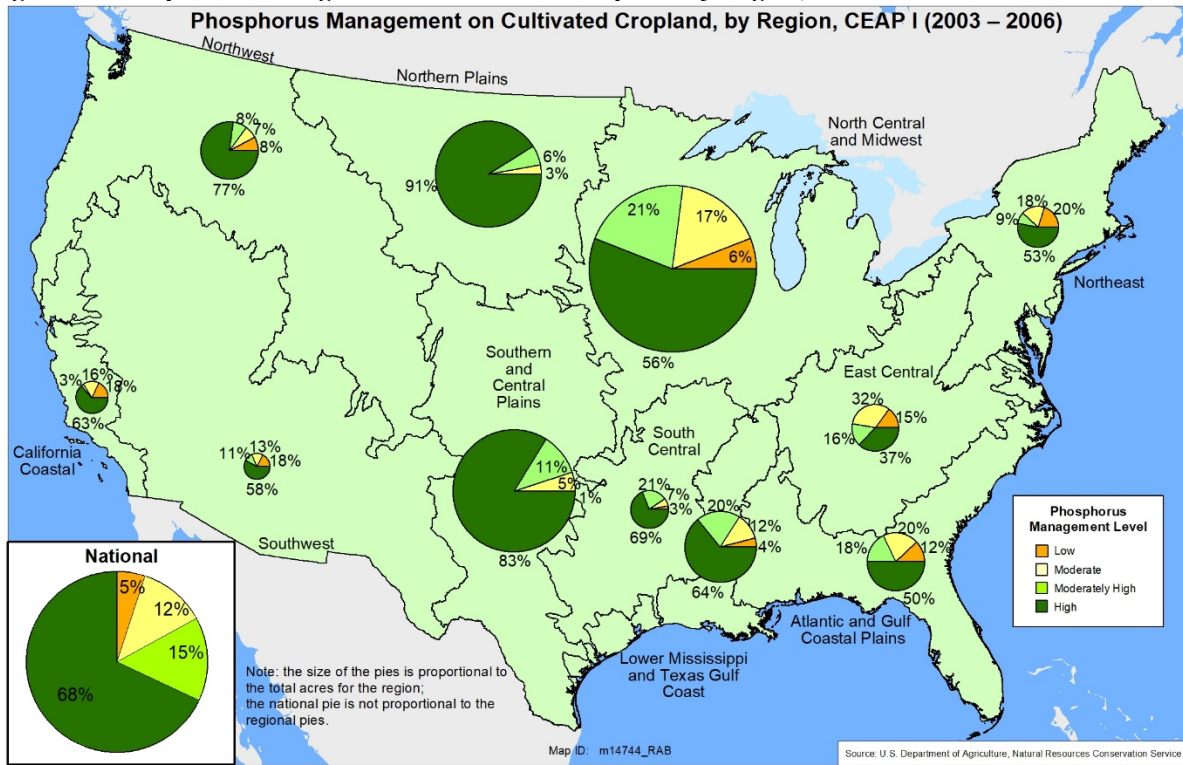 Phosphorus Management on Cultivated Cropland, by Region, CEAP I (2003 – 2006)
Northwest
Northern Plains
North Central
and Midwest
8%
7%
8%
77%
6%
3%
91%
21%
17%
6%
56%
18%
20%
9%
53%
Northeast
Southern
and
Central
Plains
East Central
32%
15%
16%
37%
3%
16%
18%
63%
California
Coastal
11%
13%
18%
58%
Southwest
11%
5%
1%
83%
South
Central
21%
7%
3%
69%
20%
12%
4%
64%
Lower Mississippi
and Texas Gulf
Coast
18%
20%
12%
50%
Atlantic and Gulf
Coastal Plains
Phosphorus
Management Level
Low
Moderate
Moderately High
High
National
5%
12%
15%
68%
Note: the size of the pies is proportional to
the total acres for the region;
the national pie is not proportional to the
regional pies.
Map ID: m14744_RAB
Source: U.S. Department of Agriculture, Natural Resources Conservation Service